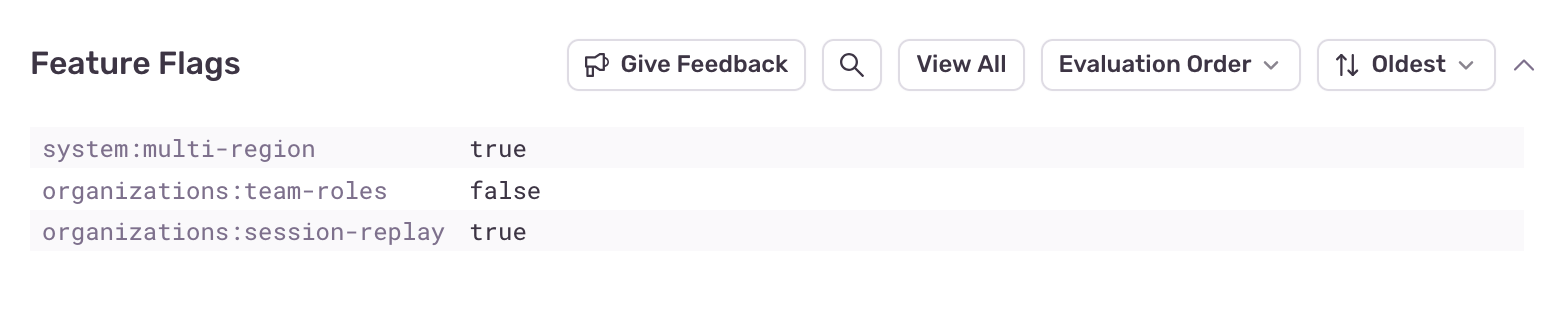 Feature Flags Give Feedback View All Evaluation Order Oldest
system:multi-region true
organizations:team-roles false
organizations:session-replay true